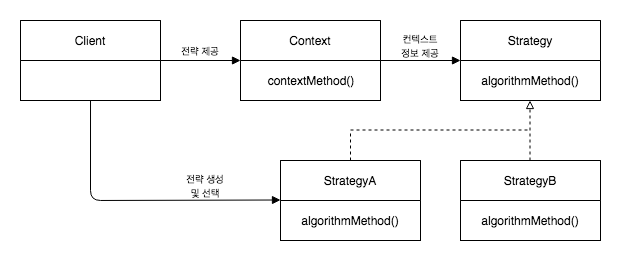 Client
전략 제공
Context
contextMethod()
컨텍스트
정보 제공
Strategy
algorithmMethod()
전략 생성
및 선택
StrategyA
algorithmMethod()
StrategyB
algorithmMethod()